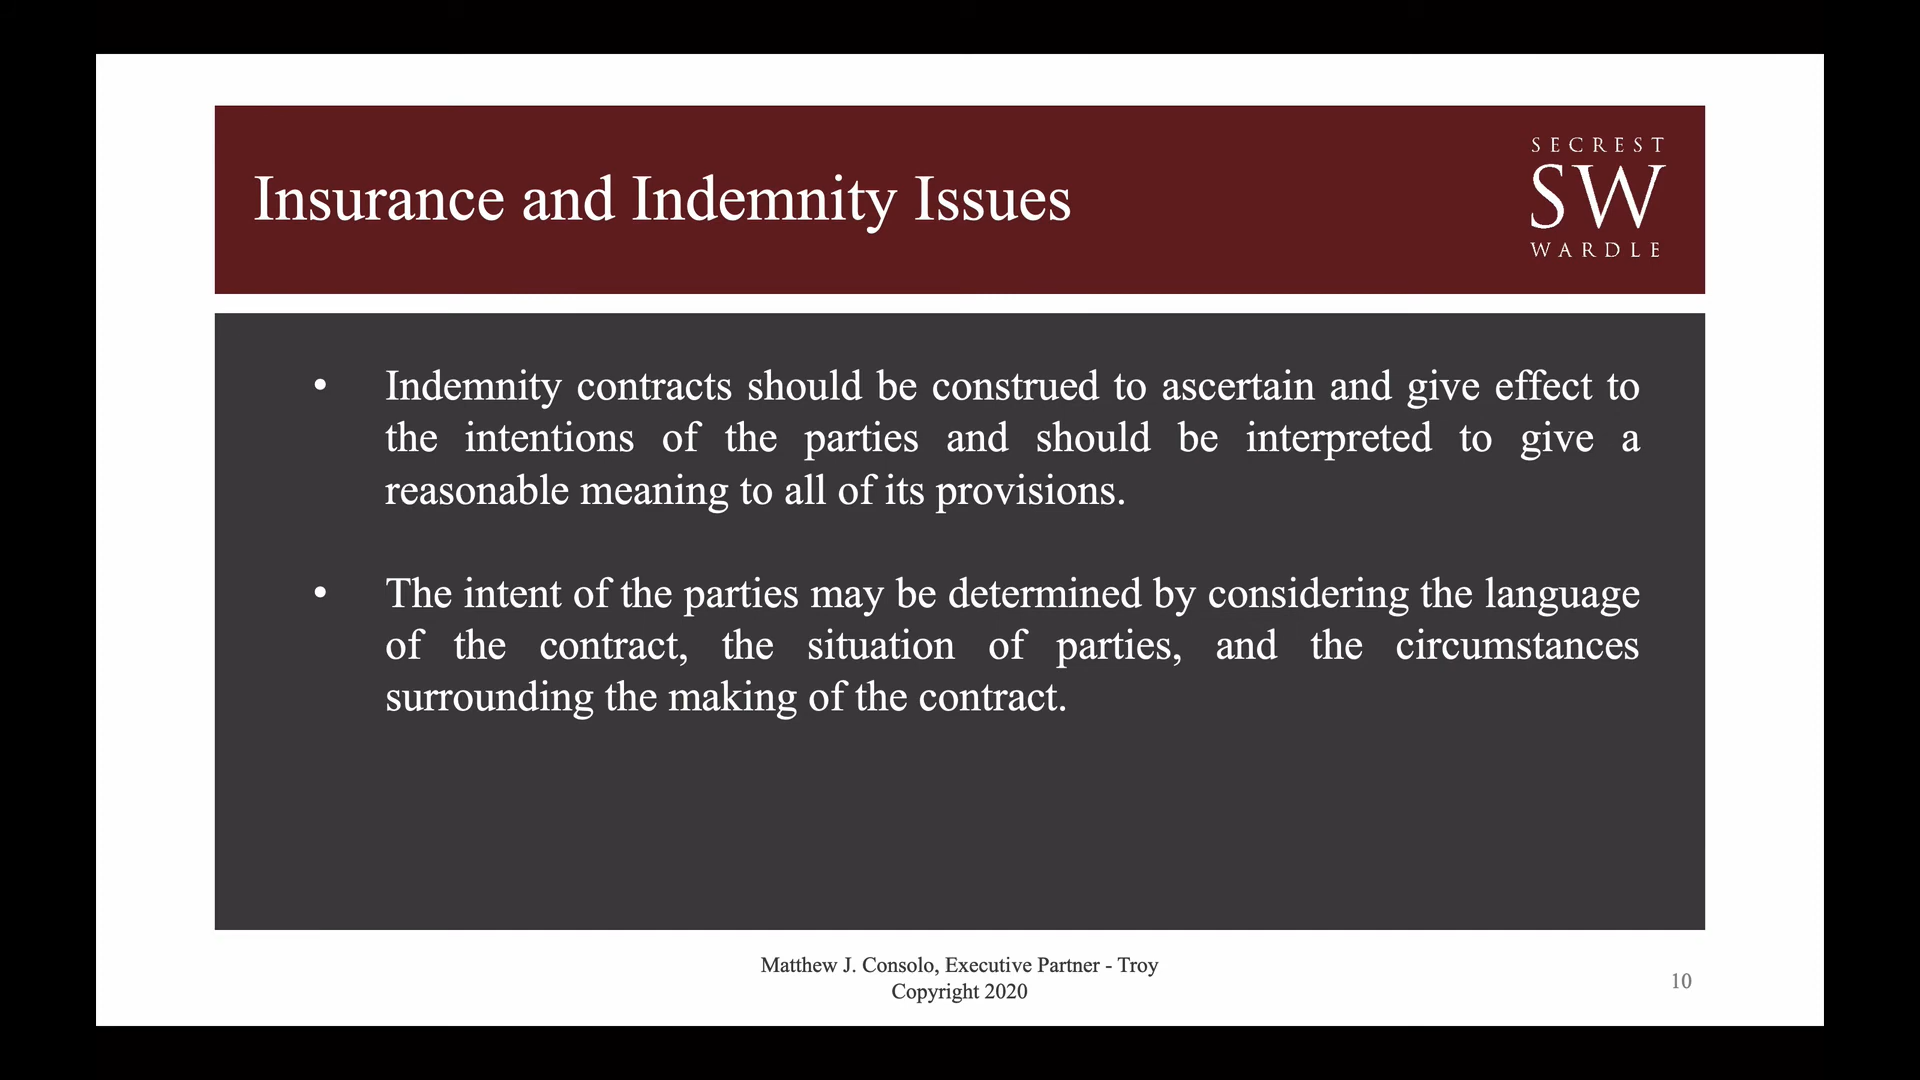 Insurance and Indemnity Issues
SECREST
SW
WARDLE
• Indemnity contracts should be construed to ascertain and give effect to
the intentions of the parties and should be interpreted to give a
reasonable meaning to all of its provisions.
• The intent of the parties may be determined by considering the language
of the contract, the situation of parties, and the circumstances
surrounding the making of the contract.
Matthew J. Consolo, Executive Partner - Troy
Copyright 2020
10